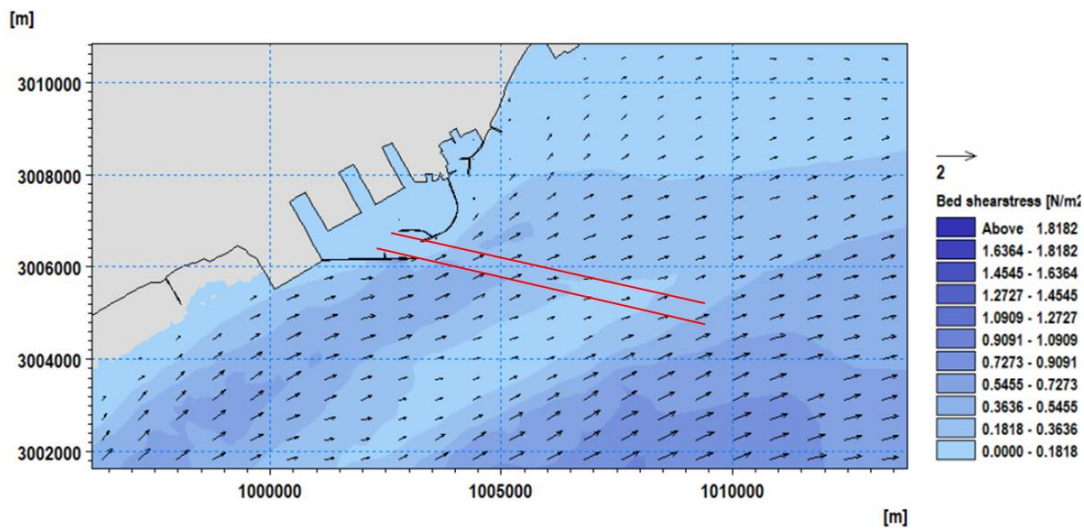 [m]
3010000
3008000
3006000
3004000
3002000
1000000 1005000 1010000
[m]
2
Bed shearstress [N/m2
Above 1.8182
1.6364 - 1.8182
1.4545 - 1.6364
1.2727 - 1.4545
1.0909 - 1.2727
0.9091 - 1.0909
0.7273 - 0.9091
0.5455 - 0.7273
0.3636 - 0.5455
0.1818 - 0.3636
0.0000 - 0.1818